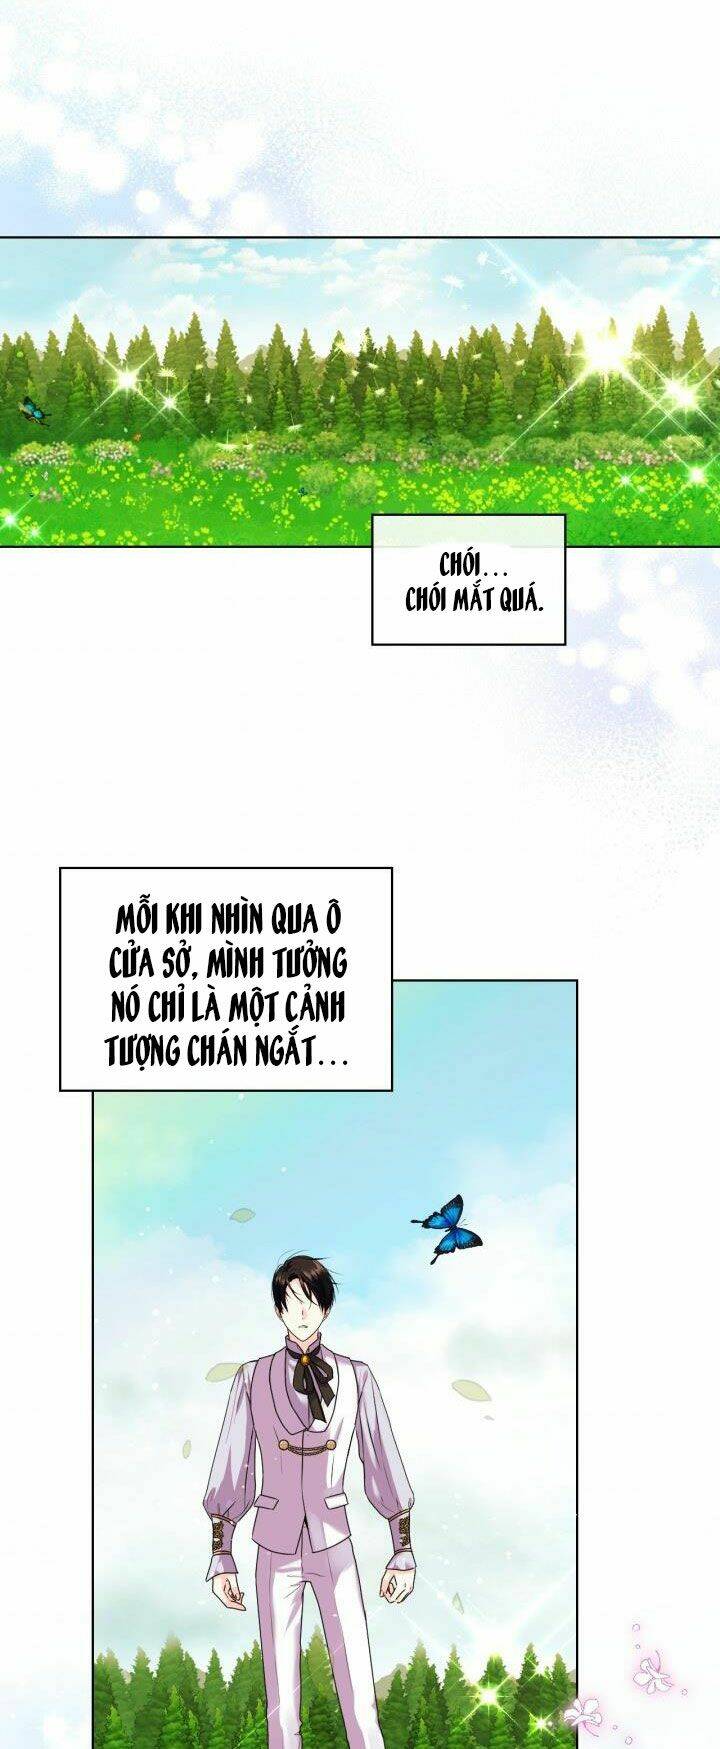 CHÓI...
CHÓI MẮT QUÁ.
MỖI KHI NHÌN QUA Ô
CỬA SỞ, MÌNH TƯỞNG
NÓ CHỈ LÀ MỘT CẢNH
TƯỢNG CHÁN NGẮT...